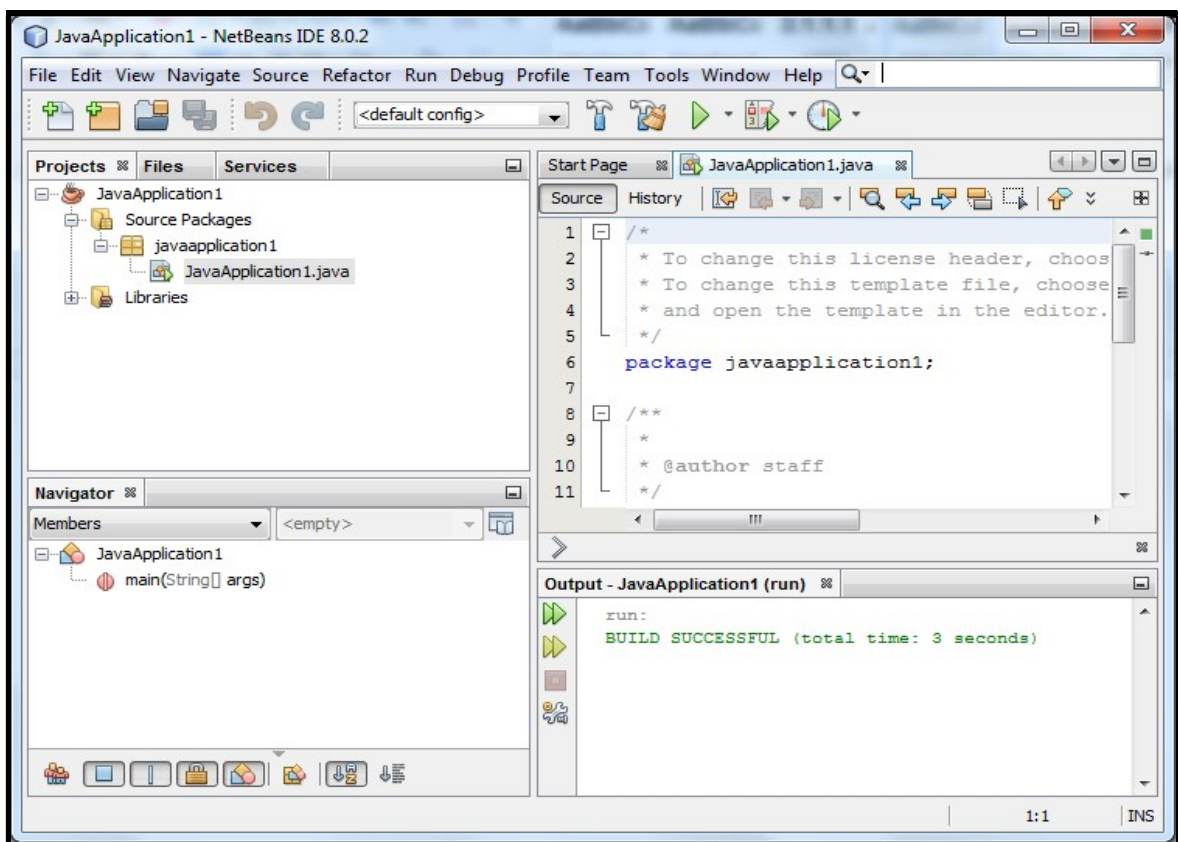 JavaApplication1 - NetBeans IDE 8.0.2
File Edit View Navigate Source Refactor Run Debug Profile Team Tools Window Help
<default config>
Projects Files Services
JavaApplication1
Source Packages
javaapplication1
JavaApplication1.java
Libraries
Navigator
Members <empty>
JavaApplication1
main(String[] args)
Start Page JavaApplication1.java
Source History
1 /*
2 * To change this license header, choos
3 * To change this template file, choose
4 * and open the template in the editor.
5 */
6 package javaapplication1;
7
8 /**
9 *
10 * @author staff
11 */
Output - JavaApplication1 (run)
run:
BUILD SUCCESSFUL (total time: 3 seconds)
1:1 INS